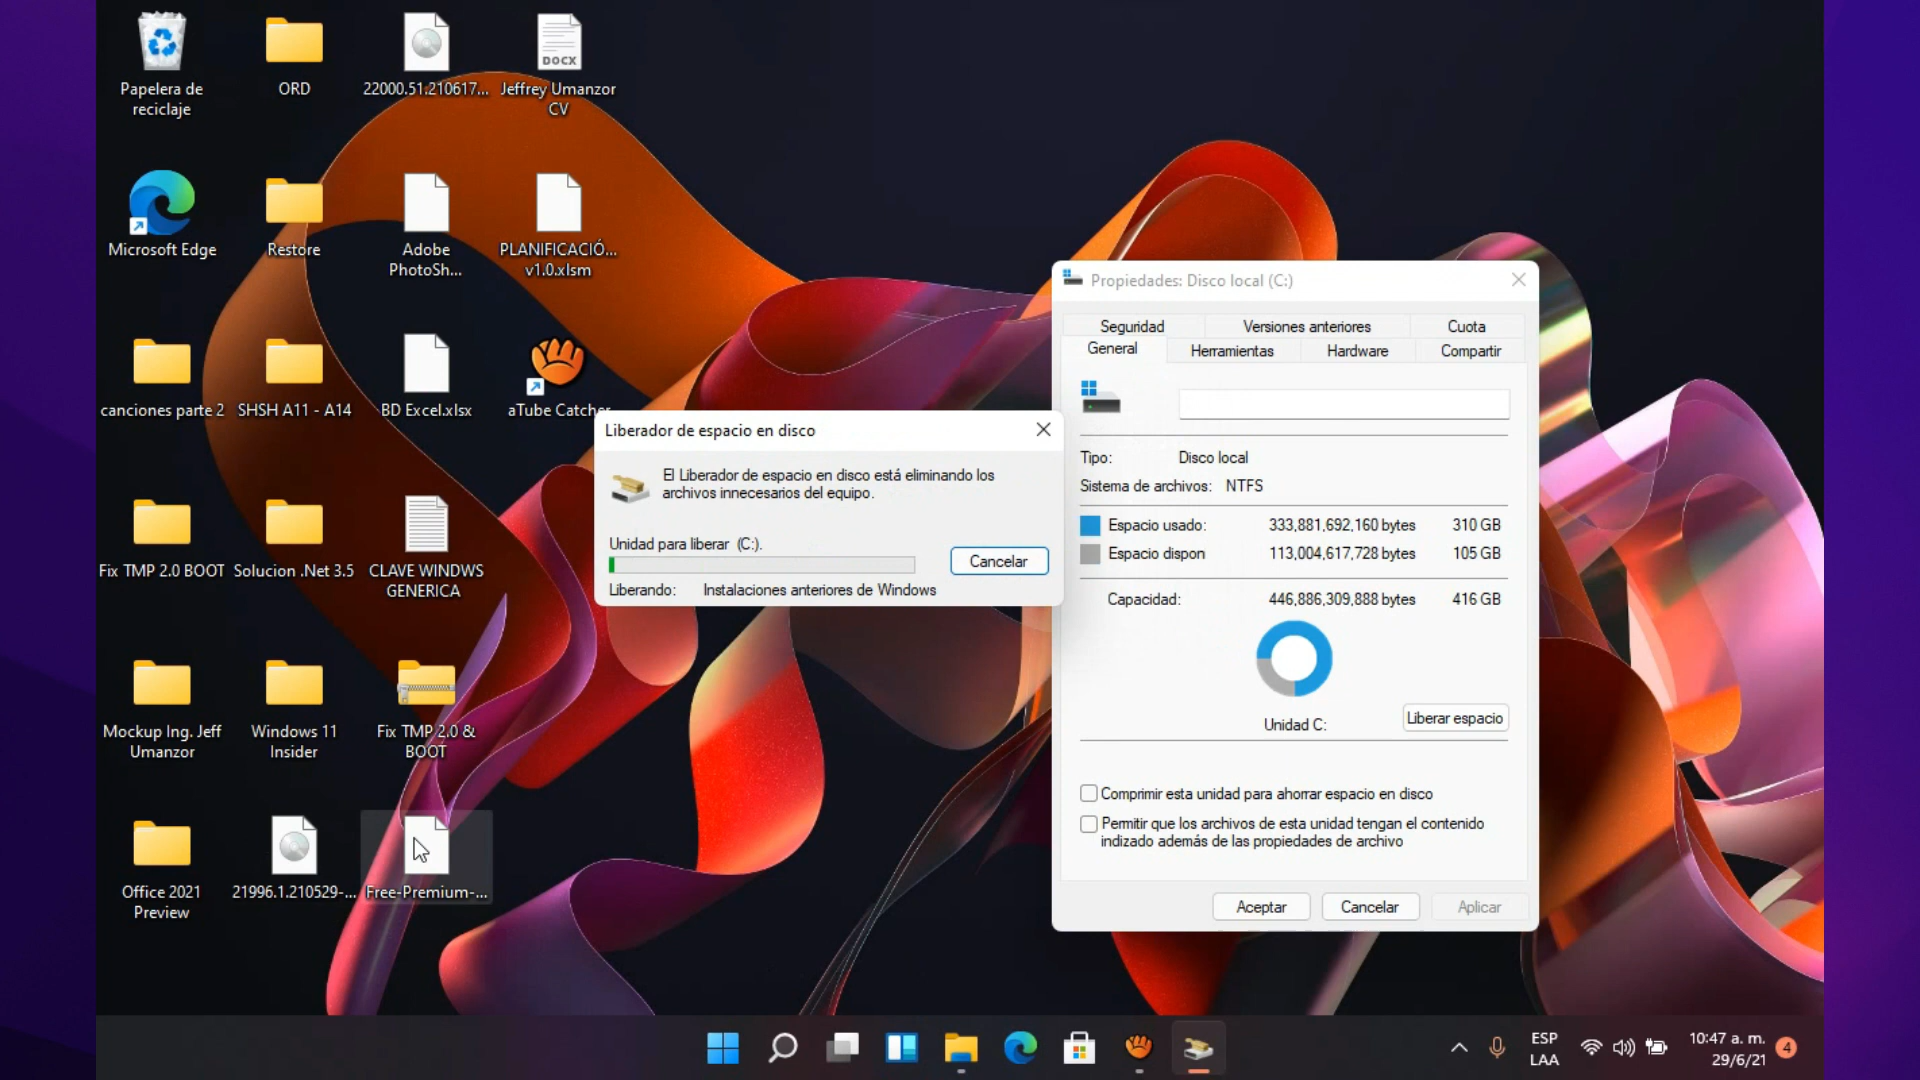 Papelera de
reciclaje
ORD
22000.51.210617...
Jeffrey Umanzor
CV
DOCX
Microsoft Edge
Restore
Adobe
PhotoSh...
PLANIFICACIÓ...
v1.0.xlsm
canciones parte 2
SHSH A11 - A14
BD Excel.xlsx
aTube Catcher
Fix TMP 2.0 BOOT
Solucion .Net 3.5
CLAVE WINDWS
GENERICA
Mockup Ing. Jeff
Umanzor
Windows 11
Insider
Fix TMP 2.0 &
BOOT
Office 2021
Preview
21996.1.210529-...
Free-Premium-...
Liberador de espacio en disco
El Liberador de espacio en disco está eliminando los
archivos innecesarios del equipo.
Unidad para liberar (C:).
Cancelar
Liberando: Instalaciones anteriores de Windows
Propiedades: Disco local (C:)
Seguridad Versiones anteriores Cuota
General Herramientas Hardware Compartir
Tipo: Disco local
Sistema de archivos: NTFS
Espacio usado: 333,881,692,160 bytes 310 GB
Espacio dispon 113,004,617,728 bytes 105 GB
Capacidad: 446,886,309,888 bytes 416 GB
Unidad C:
Liberar espacio
Comprimir esta unidad para ahorrar espacio en disco
Permitir que los archivos de esta unidad tengan el contenido
indizado además de las propiedades de archivo
Aceptar Cancelar Aplicar
ESP
LAA
10:47 a. m.
29/6/21
4